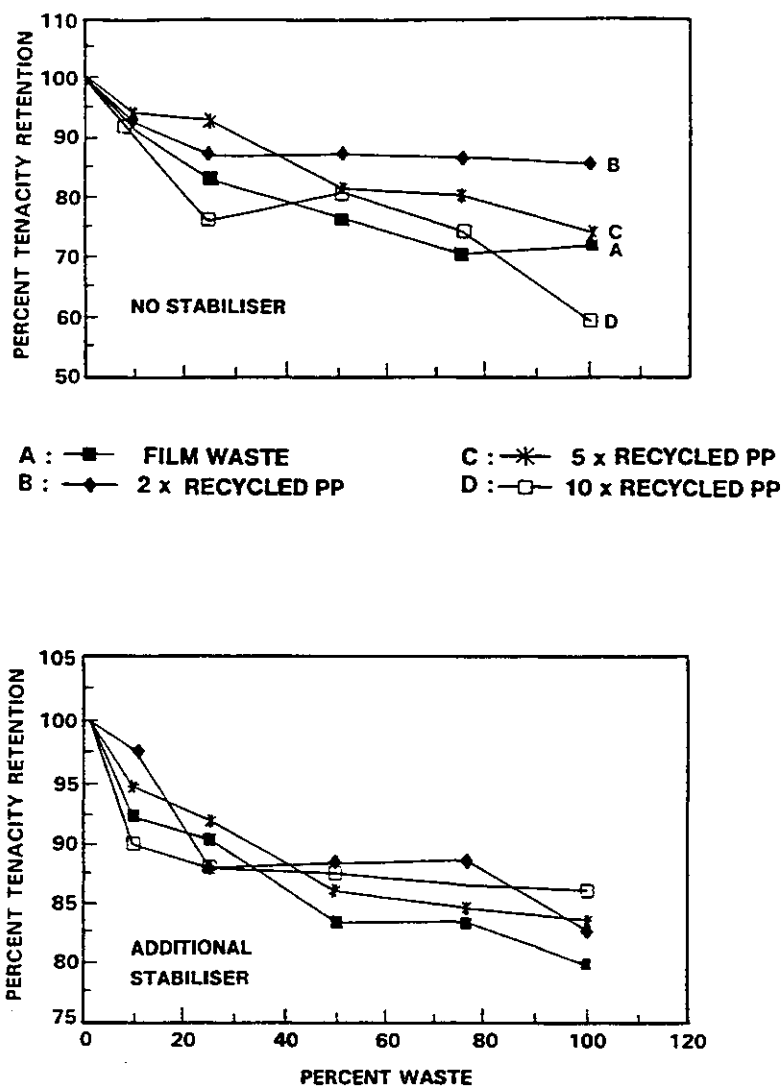 110
100
90
80
70
60
50
PERCENT TENACITY RETENTION
NO STABILISER
B
C
A
D
A : FILM WASTE
B : 2 x RECYCLED PP
C : 5 x RECYCLED PP
D : 10 x RECYCLED PP
105
100
95
90
85
80
75
PERCENT TENACITY RETENTION
ADDITIONAL
STABILISER
0 20 40 60 80 100 120
PERCENT WASTE